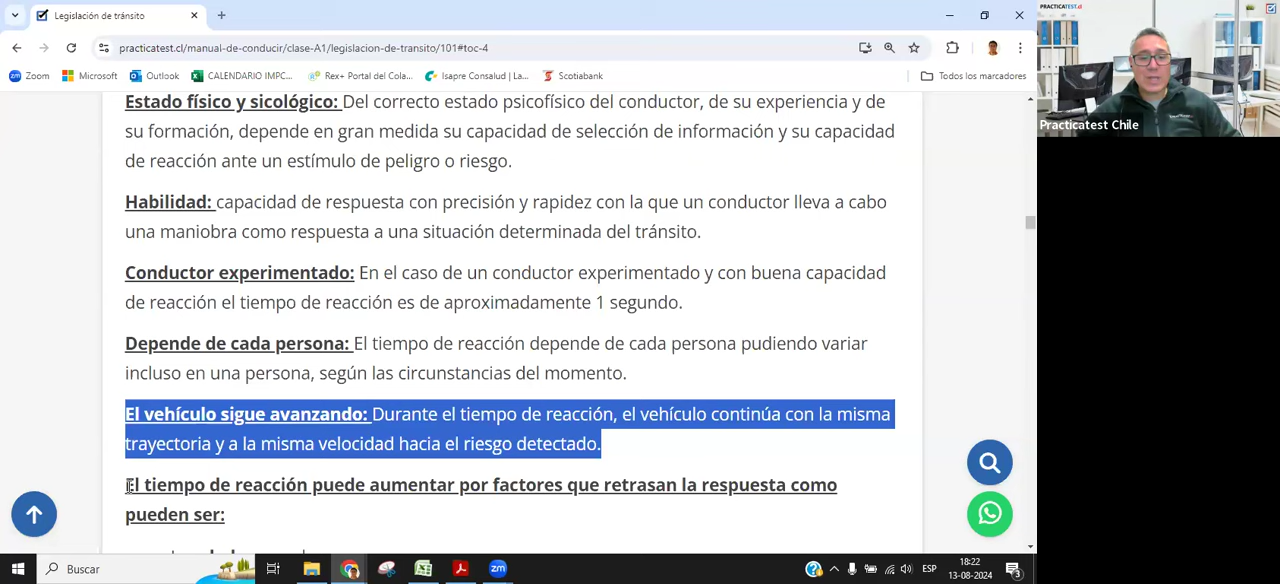 Legislación de tránsito
practicatest.cl/manual-de-conducir/clase-A1/legislacion-de-transito/101#toc-4
Zoom
Microsoft
Outlook
CALENDARIO IMPC...
Rex+ Portal del Cola...
Isapre Consalud | La...
Scotiabank
Todos los marcadores
PRACTICATEST.cl
Practicatest Chile
Estado físico y sicológico: Del correcto estado psicofísico del conductor, de su experiencia y de
su formación, depende en gran medida su capacidad de selección de información y su capacidad
de reacción ante un estímulo de peligro o riesgo.
Habilidad: capacidad de respuesta con precisión y rapidez con la que un conductor lleva a cabo
una maniobra como respuesta a una situación determinada del tránsito.
Conductor experimentado: En el caso de un conductor experimentado y con buena capacidad
de reacción el tiempo de reacción es de aproximadamente 1 segundo.
Depende de cada persona: El tiempo de reacción depende de cada persona pudiendo variar
incluso en una persona, según las circunstancias del momento.
El vehículo sigue avanzando: Durante el tiempo de reacción, el vehículo continúa con la misma
trayectoria y a la misma velocidad hacia el riesgo detectado.
El tiempo de reacción puede aumentar por factores que retrasan la respuesta como
pueden ser:
Buscar
ESP
18:22
13-08-2024
3